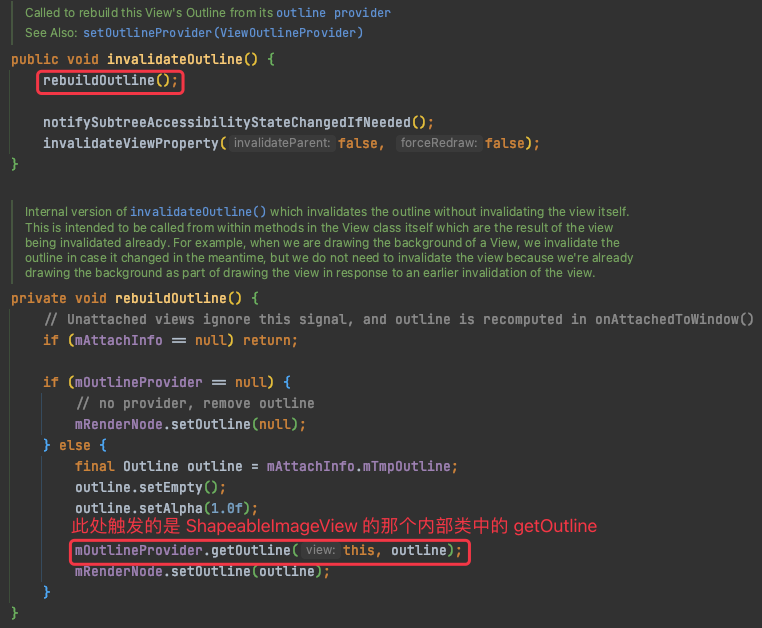 Called to rebuild this View's Outline from its outline provider
See Also: setOutlineProvider(ViewOutlineProvider)
public void invalidateOutline() {
rebuildOutline();
notifySubtreeAccessibilityStateChangedIfNeeded();
invalidateViewProperty( invalidateParent: false, forceRedraw: false);
}
Internal version of invalidateOutline() which invalidates the outline without invalidating the view itself.
This is intended to be called from within methods in the View class itself which are the result of the view
being invalidated already. For example, when we are drawing the background of a View, we invalidate the
outline in case it changed in the meantime, but we do not need to invalidate the view because we're already
drawing the background as part of drawing the view in response to an earlier invalidation of the view.
private void rebuildOutline() {
// Unattached views ignore this signal, and outline is recomputed in onAttachedToWindow()
if (mAttachInfo == null) return;
if (mOutlineProvider == null) {
// no provider, remove outline
mRenderNode.setOutline(null);
} else {
final Outline outline = mAttachInfo.mTmpOutline;
outline.setEmpty();
outline.setAlpha(1.0f);
此处触发的是 ShapeableImageView 的那个内部类中的 getOutline
mOutlineProvider.getOutline( view: this, outline);
mRenderNode.setOutline(outline);
}
}